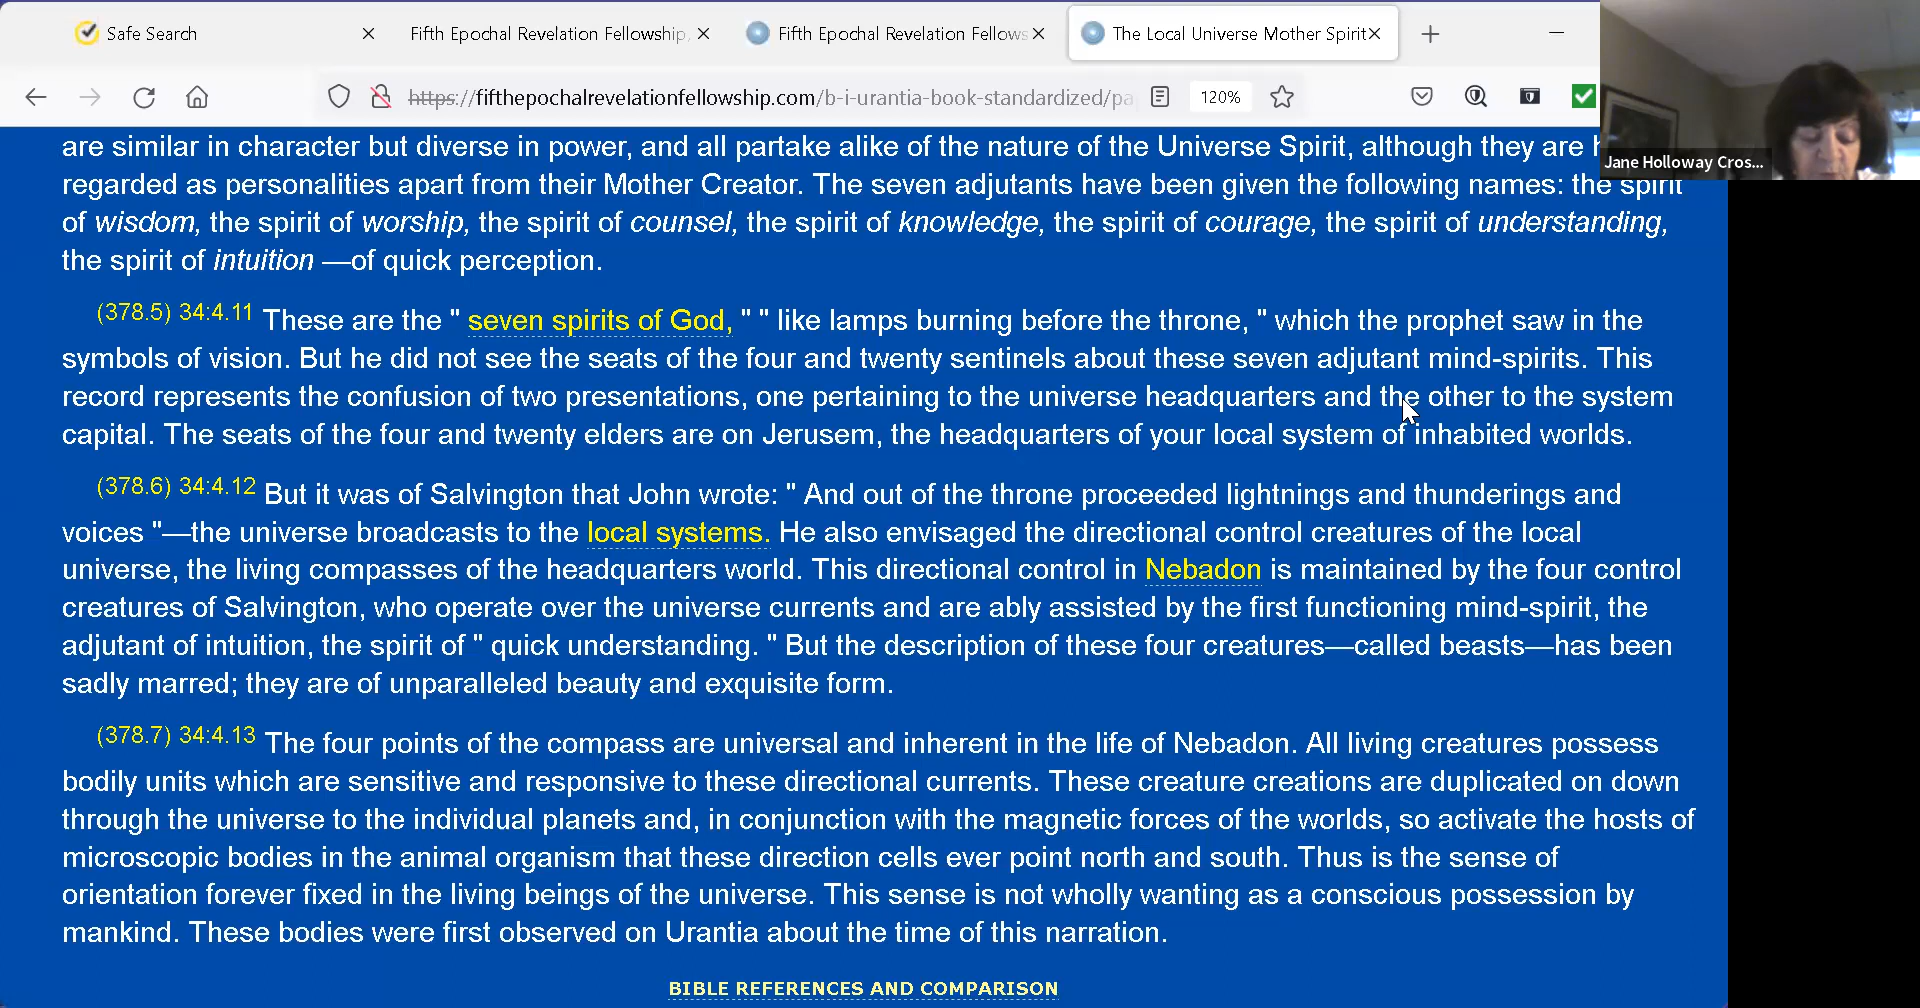 Safe Search
Fifth Epochal Revelation Fellowship,
Fifth Epochal Revelation Fellows
The Local Universe Mother Spirit
https://fifthepochalrevelationfellowship.com/b-i-urantia-book-standardized/pa
120%
Jane Holloway Cros...
are similar in character but diverse in power, and all partake alike of the nature of the Universe Spirit, although they are
regarded as personalities apart from their Mother Creator. The seven adjutants have been given the following names: the spirit
of wisdom, the spirit of worship, the spirit of counsel, the spirit of knowledge, the spirit of courage, the spirit of understanding,
the spirit of intuition —of quick perception.
(378.5) 34:4.11 These are the " seven spirits of God, " " like lamps burning before the throne, " which the prophet saw in the
symbols of vision. But he did not see the seats of the four and twenty sentinels about these seven adjutant mind-spirits. This
record represents the confusion of two presentations, one pertaining to the universe headquarters and the other to the system
capital. The seats of the four and twenty elders are on Jerusem, the headquarters of your local system of inhabited worlds.
(378.6) 34:4.12 But it was of Salvington that John wrote: " And out of the throne proceeded lightnings and thunderings and
voices "—the universe broadcasts to the local systems. He also envisaged the directional control creatures of the local
universe, the living compasses of the headquarters world. This directional control in Nebadon is maintained by the four control
creatures of Salvington, who operate over the universe currents and are ably assisted by the first functioning mind-spirit, the
adjutant of intuition, the spirit of " quick understanding. " But the description of these four creatures—called beasts—has been
sadly marred; they are of unparalleled beauty and exquisite form.
(378.7) 34:4.13 The four points of the compass are universal and inherent in the life of Nebadon. All living creatures possess
bodily units which are sensitive and responsive to these directional currents. These creature creations are duplicated on down
through the universe to the individual planets and, in conjunction with the magnetic forces of the worlds, so activate the hosts of
microscopic bodies in the animal organism that these direction cells ever point north and south. Thus is the sense of
orientation forever fixed in the living beings of the universe. This sense is not wholly wanting as a conscious possession by
mankind. These bodies were first observed on Urantia about the time of this narration.
BIBLE REFERENCES AND COMPARISON